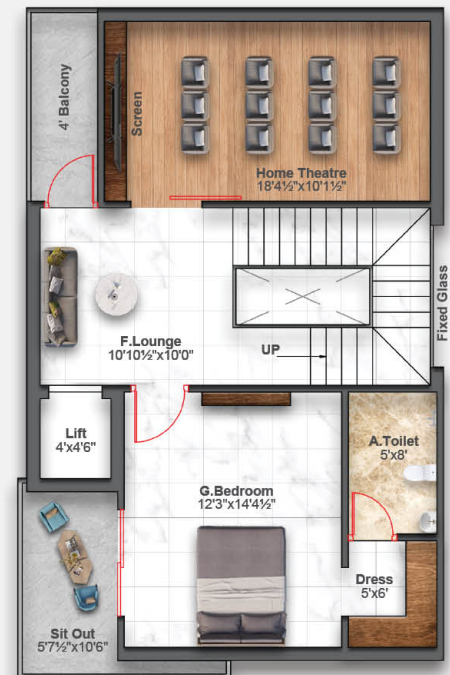 4' Balcony
Screen
Home Theatre
18'4½"x10'1½"
Fixed Glass
F.Lounge
10'10½"x10'0"
UP
Lift
4'x4'6"
A.Toilet
5'x8'
G.Bedroom
12'3"x14'4½"
Dress
5'x6'
Sit Out
5'7½"x10'6"